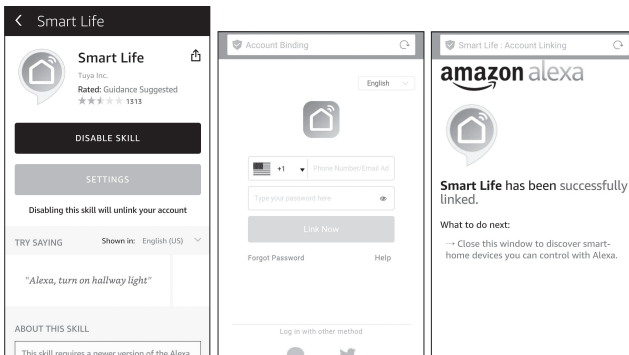 Smart Life
Smart Life
Tuya Inc.
Rated: Guidance Suggested
1313
DISABLE SKILL
SETTINGS
Disabling this skill will unlink your account
TRY SAYING
Shown in: English (US)
"Alexa, turn on hallway light"
ABOUT THIS SKILL
This skill requires a newer version of the Alexa
Account Binding
English
+1
Phone Number/Email Ad
Type your password here
Link Now
Forgot Password
Help
Log in with other method
Smart Life : Account Linking
amazon alexa
Smart Life has been successfully
linked.
What to do next:
→ Close this window to discover smart-
home devices you can control with Alexa.